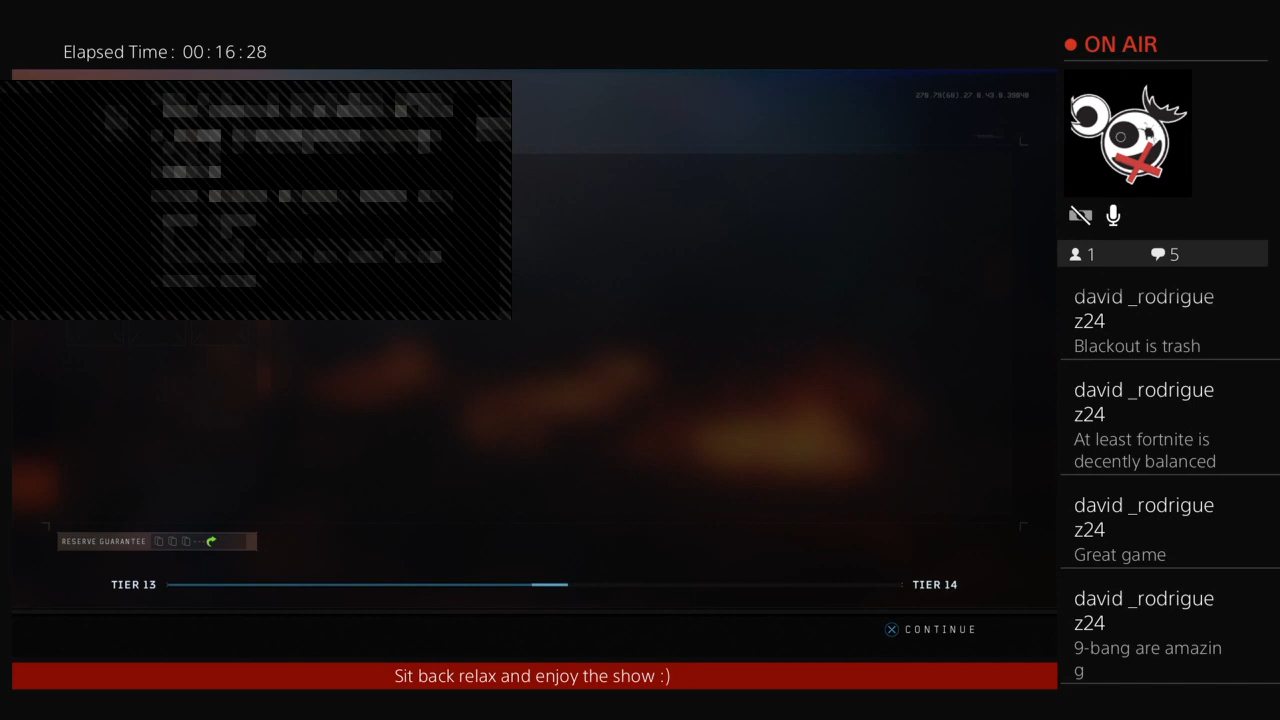 Elapsed Time: 00:16:28
ON AIR
1
5
david _rodrigue
z24
Blackout is trash
david _rodrigue
z24
At least fortnite is
decently balanced
david _rodrigue
z24
Great game
david _rodrigue
z24
9-bang are amazin
g
RESERVE GUARANTEE
TIER 13
TIER 14
CONTINUE
Sit back relax and enjoy the show :)